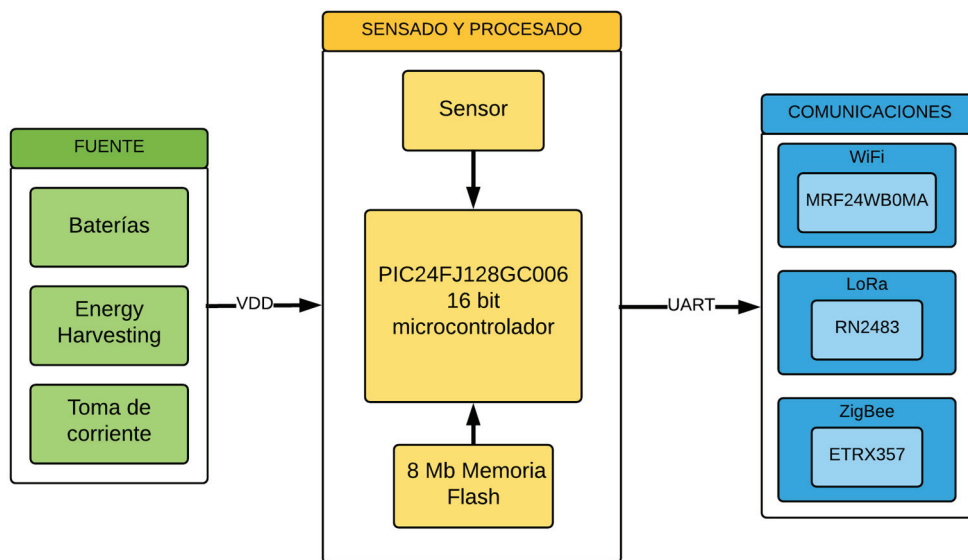 FUENTE
Baterías
Energy
Harvesting
Toma de
corriente
VDD
SENSADO Y PROCESADO
Sensor
PIC24FJ128GC006
16 bit
microcontrolador
8 Mb Memoria
Flash
UART
COMUNICACIONES
WiFi
MRF24WB0MA
LoRa
RN2483
ZigBee
ETRX357